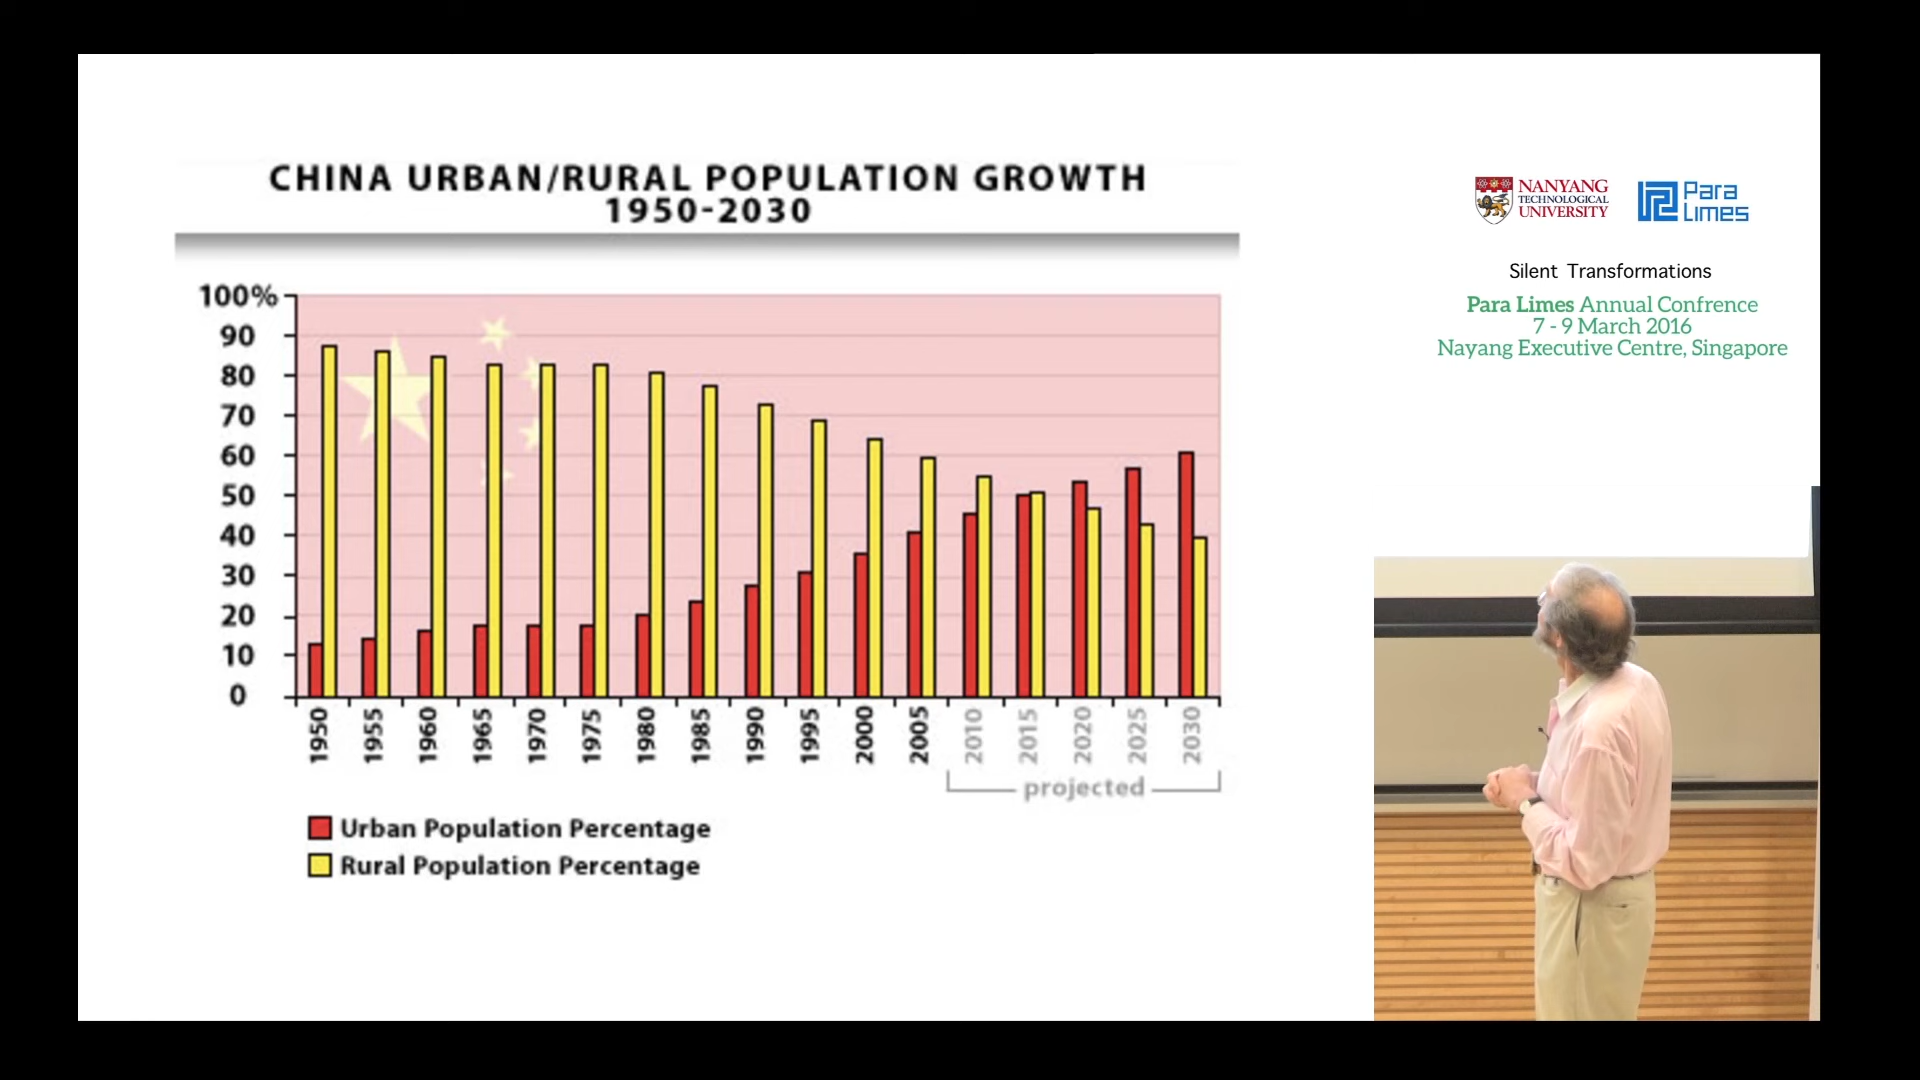 CHINA URBAN/RURAL POPULATION GROWTH
1950-2030
100%
90
80
70
60
50
40
30
20
10
0
1950
1955
1960
1965
1970
1975
1980
1985
1990
1995
2000
2005
2010
2015
2020
2025
2030
projected
Urban Population Percentage
Rural Population Percentage
NANYANG
TECHNOLOGICAL
UNIVERSITY
Para
Limes
Silent Transformations
Para Limes Annual Confrence
7 - 9 March 2016
Nayang Executive Centre, Singapore